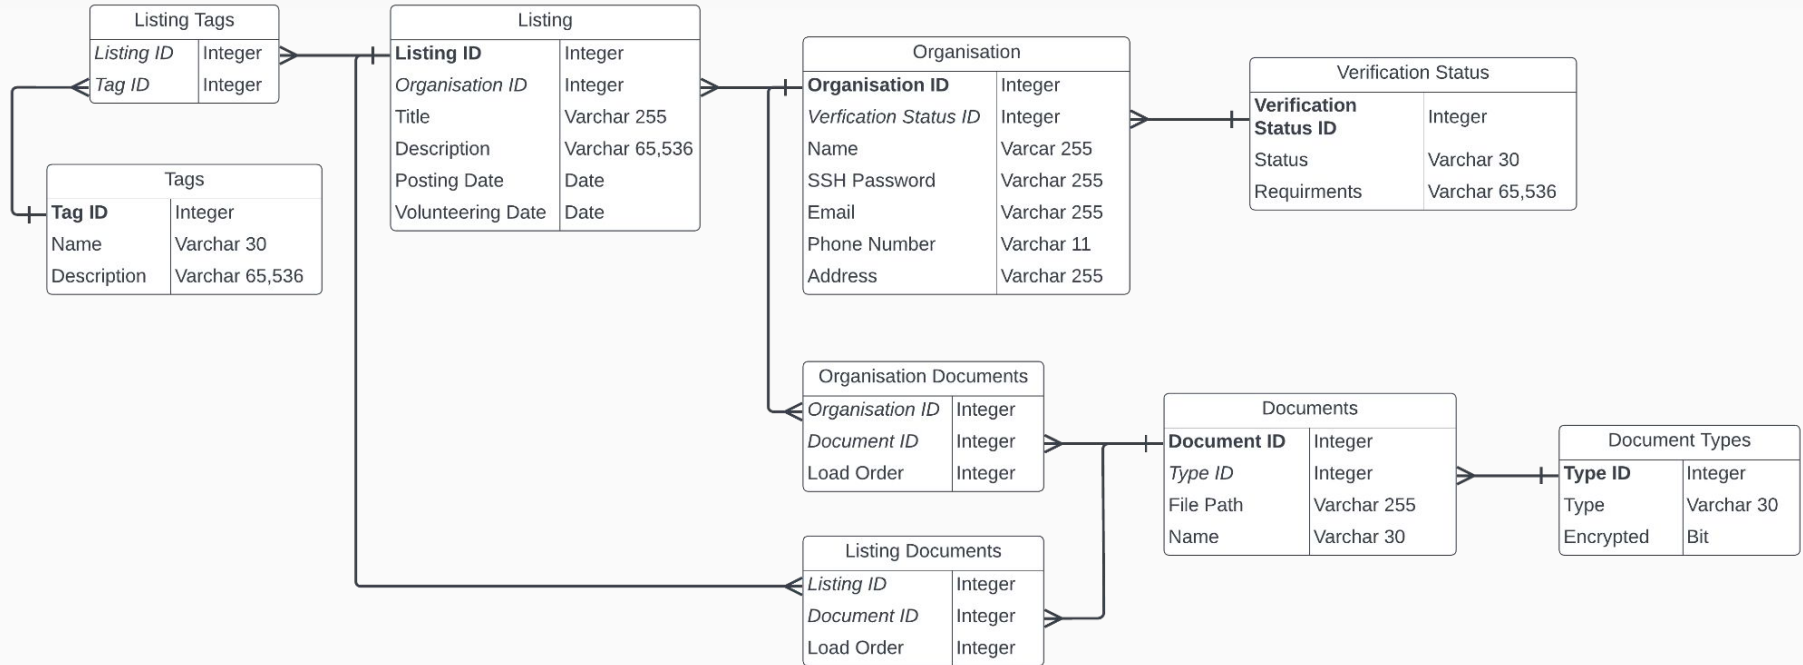 Listing Tags
Listing ID Integer
Tag ID Integer
Tags
Tag ID Integer
Name Varchar 30
Description Varchar 65,536
Listing
Listing ID Integer
Organisation ID Integer
Title Varchar 255
Description Varchar 65,536
Posting Date Date
Volunteering Date Date
Organisation
Organisation ID Integer
Verfication Status ID Integer
Name Varcar 255
SSH Password Varchar 255
Email Varchar 255
Phone Number Varchar 11
Address Varchar 255
Verification Status
Verification
Status ID Integer
Status Varchar 30
Requirments Varchar 65,536
Organisation Documents
Organisation ID Integer
Document ID Integer
Load Order Integer
Listing Documents
Listing ID Integer
Document ID Integer
Load Order Integer
Documents
Document ID Integer
Type ID Integer
File Path Varchar 255
Name Varchar 30
Document Types
Type ID Integer
Type Varchar 30
Encrypted Bit